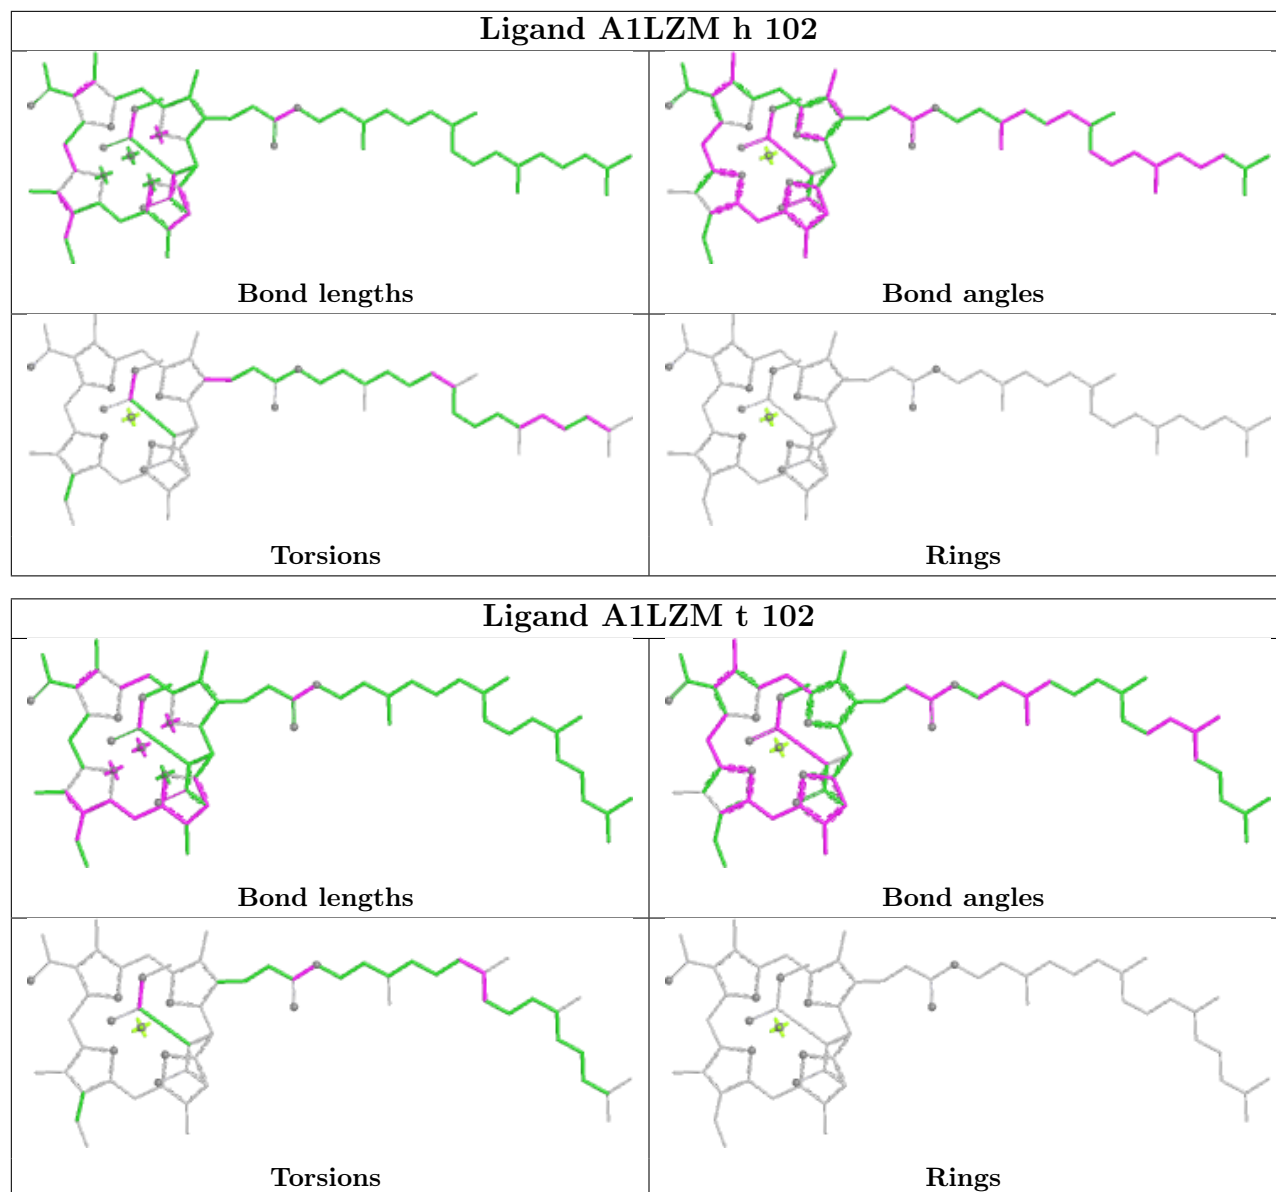 Ligand A1LZM h 102
Bond lengths
Bond angles
Torsions
Rings
Ligand A1LZM t 102
Bond lengths
Bond angles
Torsions
Rings